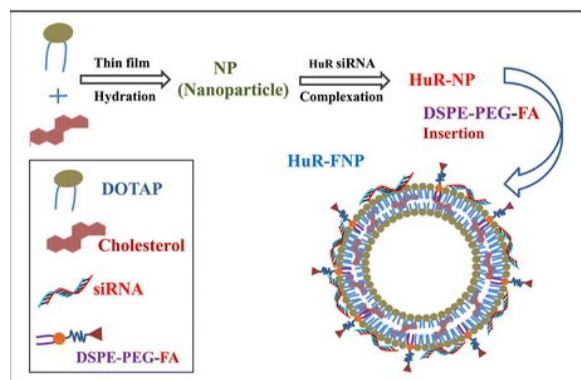 Thin film
Hydration
NP
(Nanoparticle)
HuR siRNA
Complexation
HuR-NP
DSPE-PEG-FA
Insertion
HuR-FNP
DOTAP
Cholesterol
siRNA
DSPE-PEG-FA